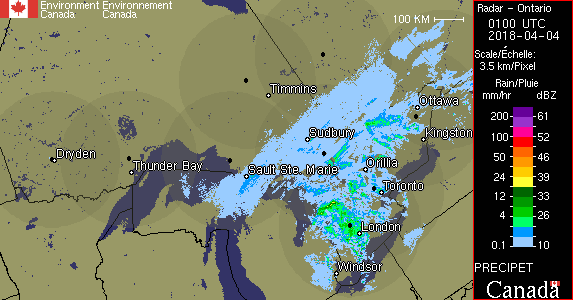 Environment Environnement
Canada Canada
100 KM
Timmins
Ottawa
Sudbury
Kingston
Dryden
Thunder Bay
Sault Ste. Marie
Orillia
Toronto
London
Windsor
Radar - Ontario
0100 UTC
2018-04-04
Scale/Échelle:
3.5 km/Pixel
Rain/Pluie
mm/hr dBZ
200 61
100 52
50 46
24 39
12 33
4 26
0.1 10
PRECIPET
Canada